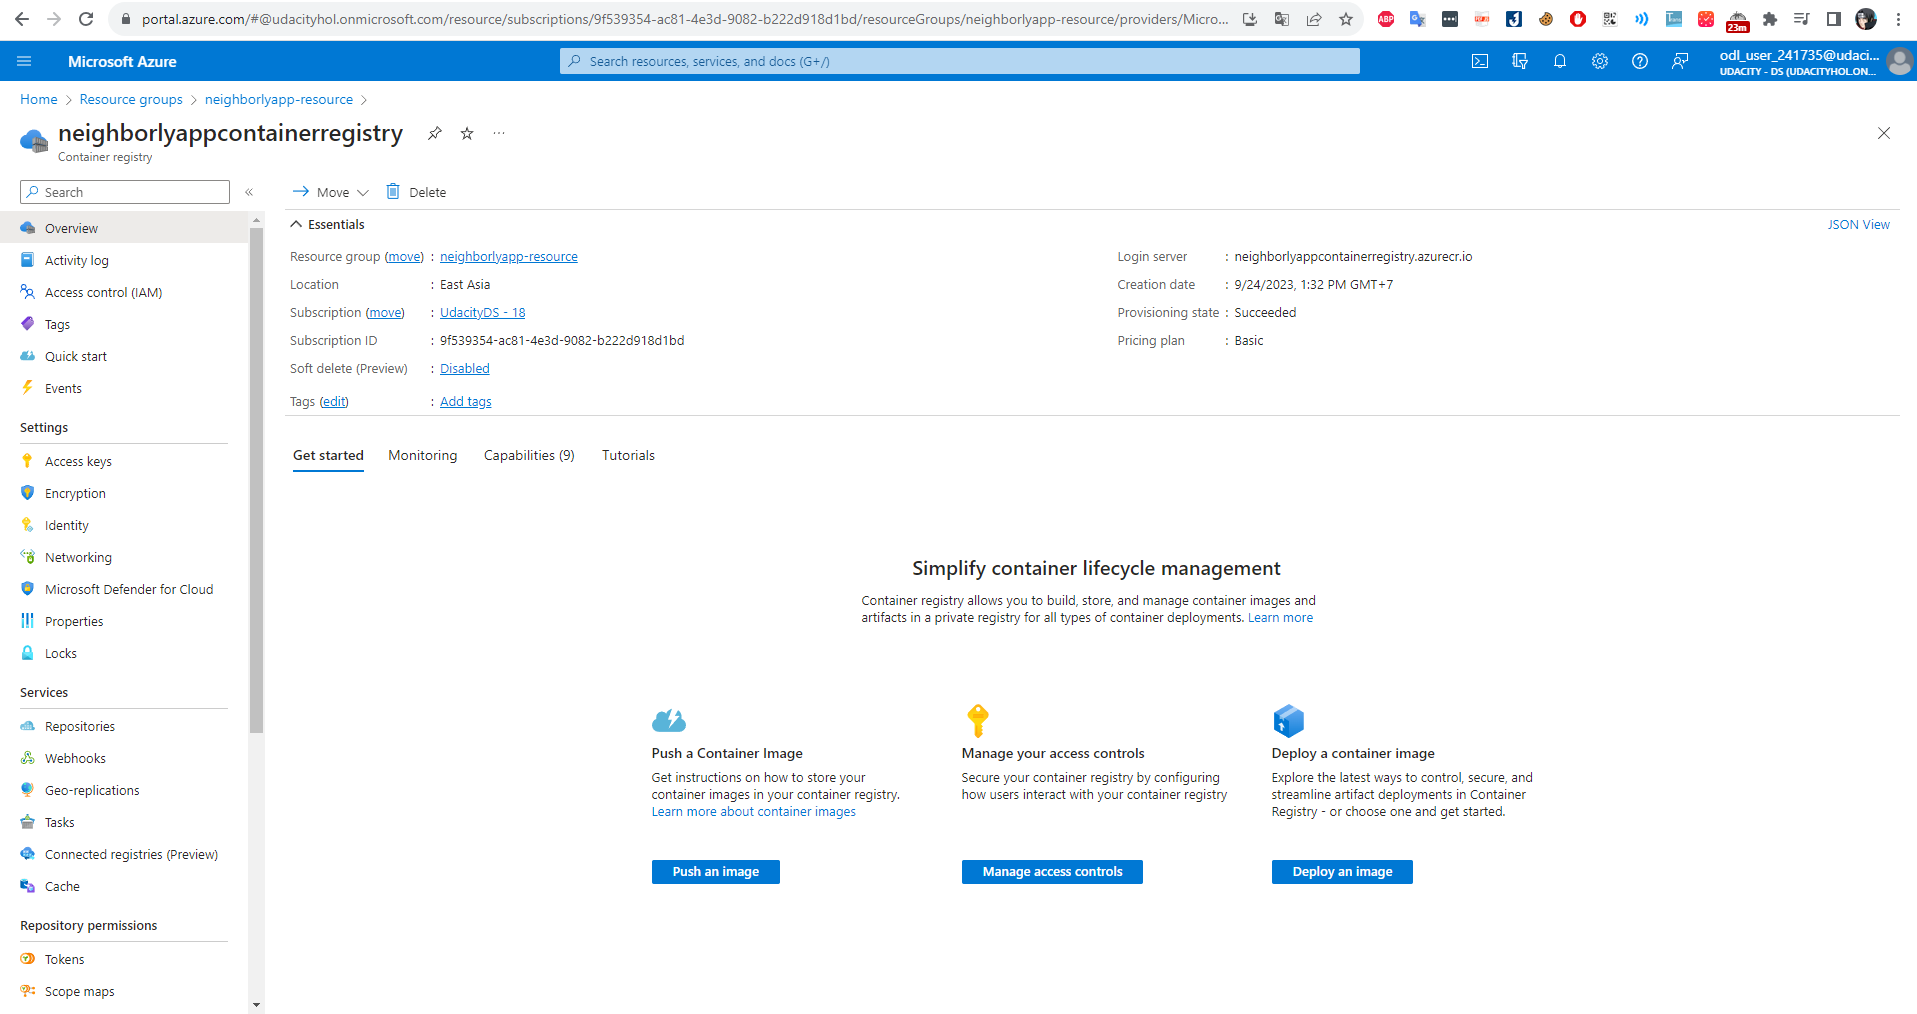 portal.azure.com/#@udacityhol.onmicrosoft.com/resource/subscriptions/9f539354-ac81-4e3d-9082-b222d918d1bd/resourceGroups/neighborlyapp-resource/providers/Micro...
ABP
23m
Microsoft Azure
Search resources, services, and docs (G+/)
odl_user_241735@udaci...
UDACITY - DS (UDACITYHOL.ON...
Home > Resource groups > neighborlyapp-resource >
neighborlyappcontainerregistry
Container registry
Search
Move
Delete
Overview
Activity log
Access control (IAM)
Tags
Quick start
Events
Settings
Access keys
Encryption
Identity
Networking
Microsoft Defender for Cloud
Properties
Locks
Services
Repositories
Webhooks
Geo-replications
Tasks
Connected registries (Preview)
Cache
Repository permissions
Tokens
Scope maps
Essentials
JSON View
Resource group (move) : neighborlyapp-resource
Location : East Asia
Subscription (move) : UdacityDS - 18
Subscription ID : 9f539354-ac81-4e3d-9082-b222d918d1bd
Soft delete (Preview) : Disabled
Tags (edit) : Add tags
Login server : neighborlyappcontainerregistry.azurecr.io
Creation date : 9/24/2023, 1:32 PM GMT+7
Provisioning state : Succeeded
Pricing plan : Basic
Get started
Monitoring
Capabilities (9)
Tutorials
Simplify container lifecycle management
Container registry allows you to build, store, and manage container images and
artifacts in a private registry for all types of container deployments. Learn more
Push a Container Image
Get instructions on how to store your
container images in your container registry.
Learn more about container images
Push an image
Manage your access controls
Secure your container registry by configuring
how users interact with your container registry
Manage access controls
Deploy a container image
Explore the latest ways to control, secure, and
streamline artifact deployments in Container
Registry - or choose one and get started.
Deploy an image